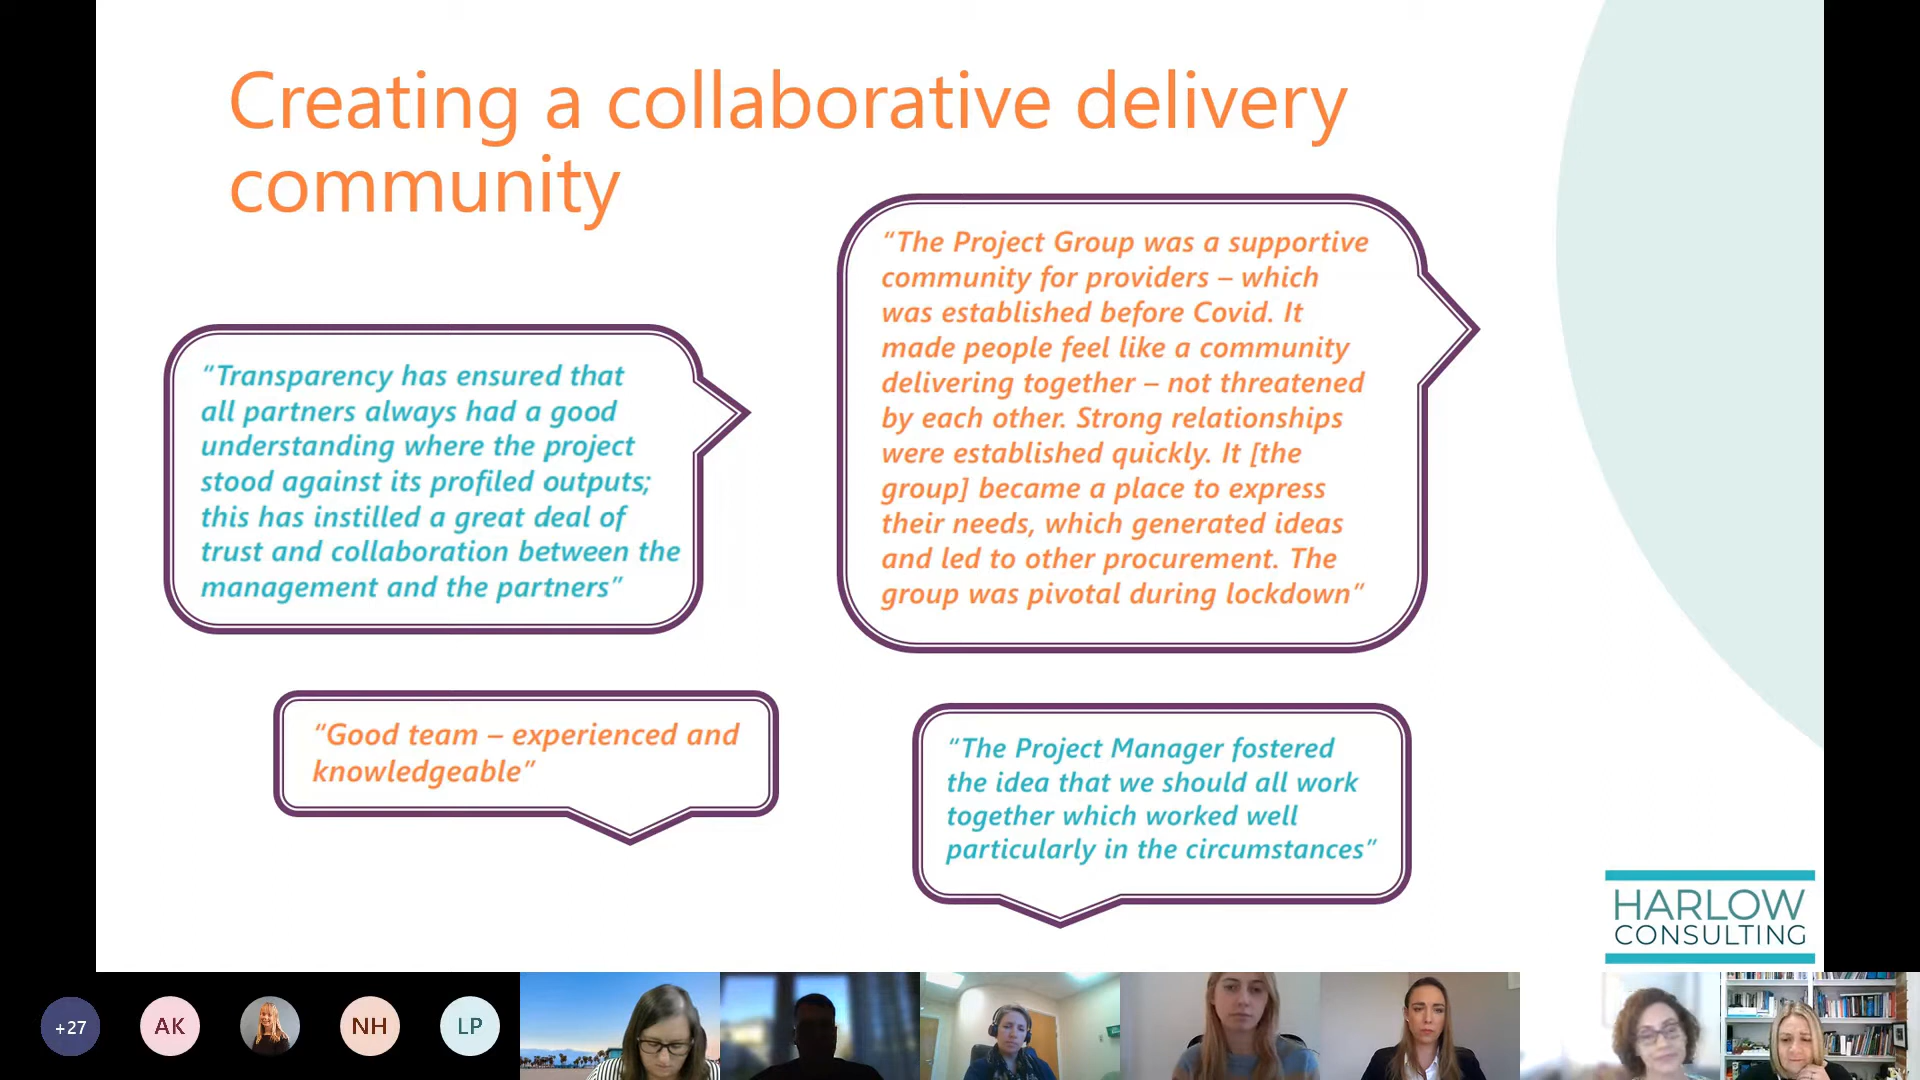 Creating a collaborative delivery
community
“Transparency has ensured that
all partners always had a good
understanding where the project
stood against its profiled outputs;
this has instilled a great deal of
trust and collaboration between the
management and the partners”
“The Project Group was a supportive
community for providers – which
was established before Covid. It
made people feel like a community
delivering together – not threatened
by each other. Strong relationships
were established quickly. It [the
group] became a place to express
their needs, which generated ideas
and led to other procurement. The
group was pivotal during lockdown”
“Good team – experienced and
knowledgeable”
“The Project Manager fostered
the idea that we should all work
together which worked well
particularly in the circumstances”
HARLOW
CONSULTING
+27
AK
NH
LP